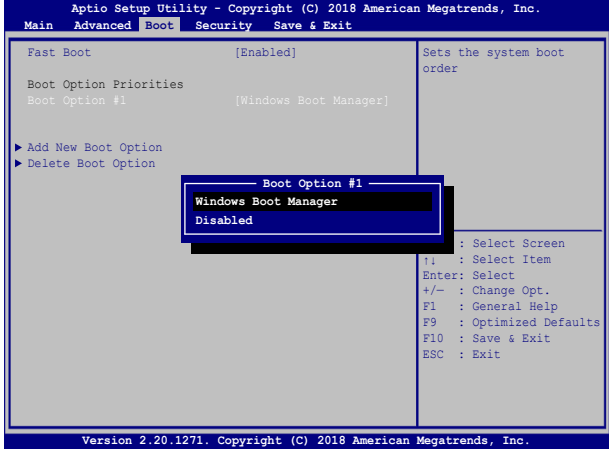 Aptio Setup Utility - Copyright (C) 2018 American Megatrends, Inc.
Main Advanced Boot Security Save & Exit
Fast Boot [Enabled]
Boot Option Priorities
Boot Option #1 [Windows Boot Manager]
▶ Add New Boot Option
▶ Delete Boot Option
Sets the system boot
order
Boot Option #1
Windows Boot Manager
Disabled
: Select Screen
↑↓ : Select Item
Enter: Select
+/— : Change Opt.
F1 : General Help
F9 : Optimized Defaults
F10 : Save & Exit
ESC : Exit
Version 2.20.1271. Copyright (C) 2018 American Megatrends, Inc.